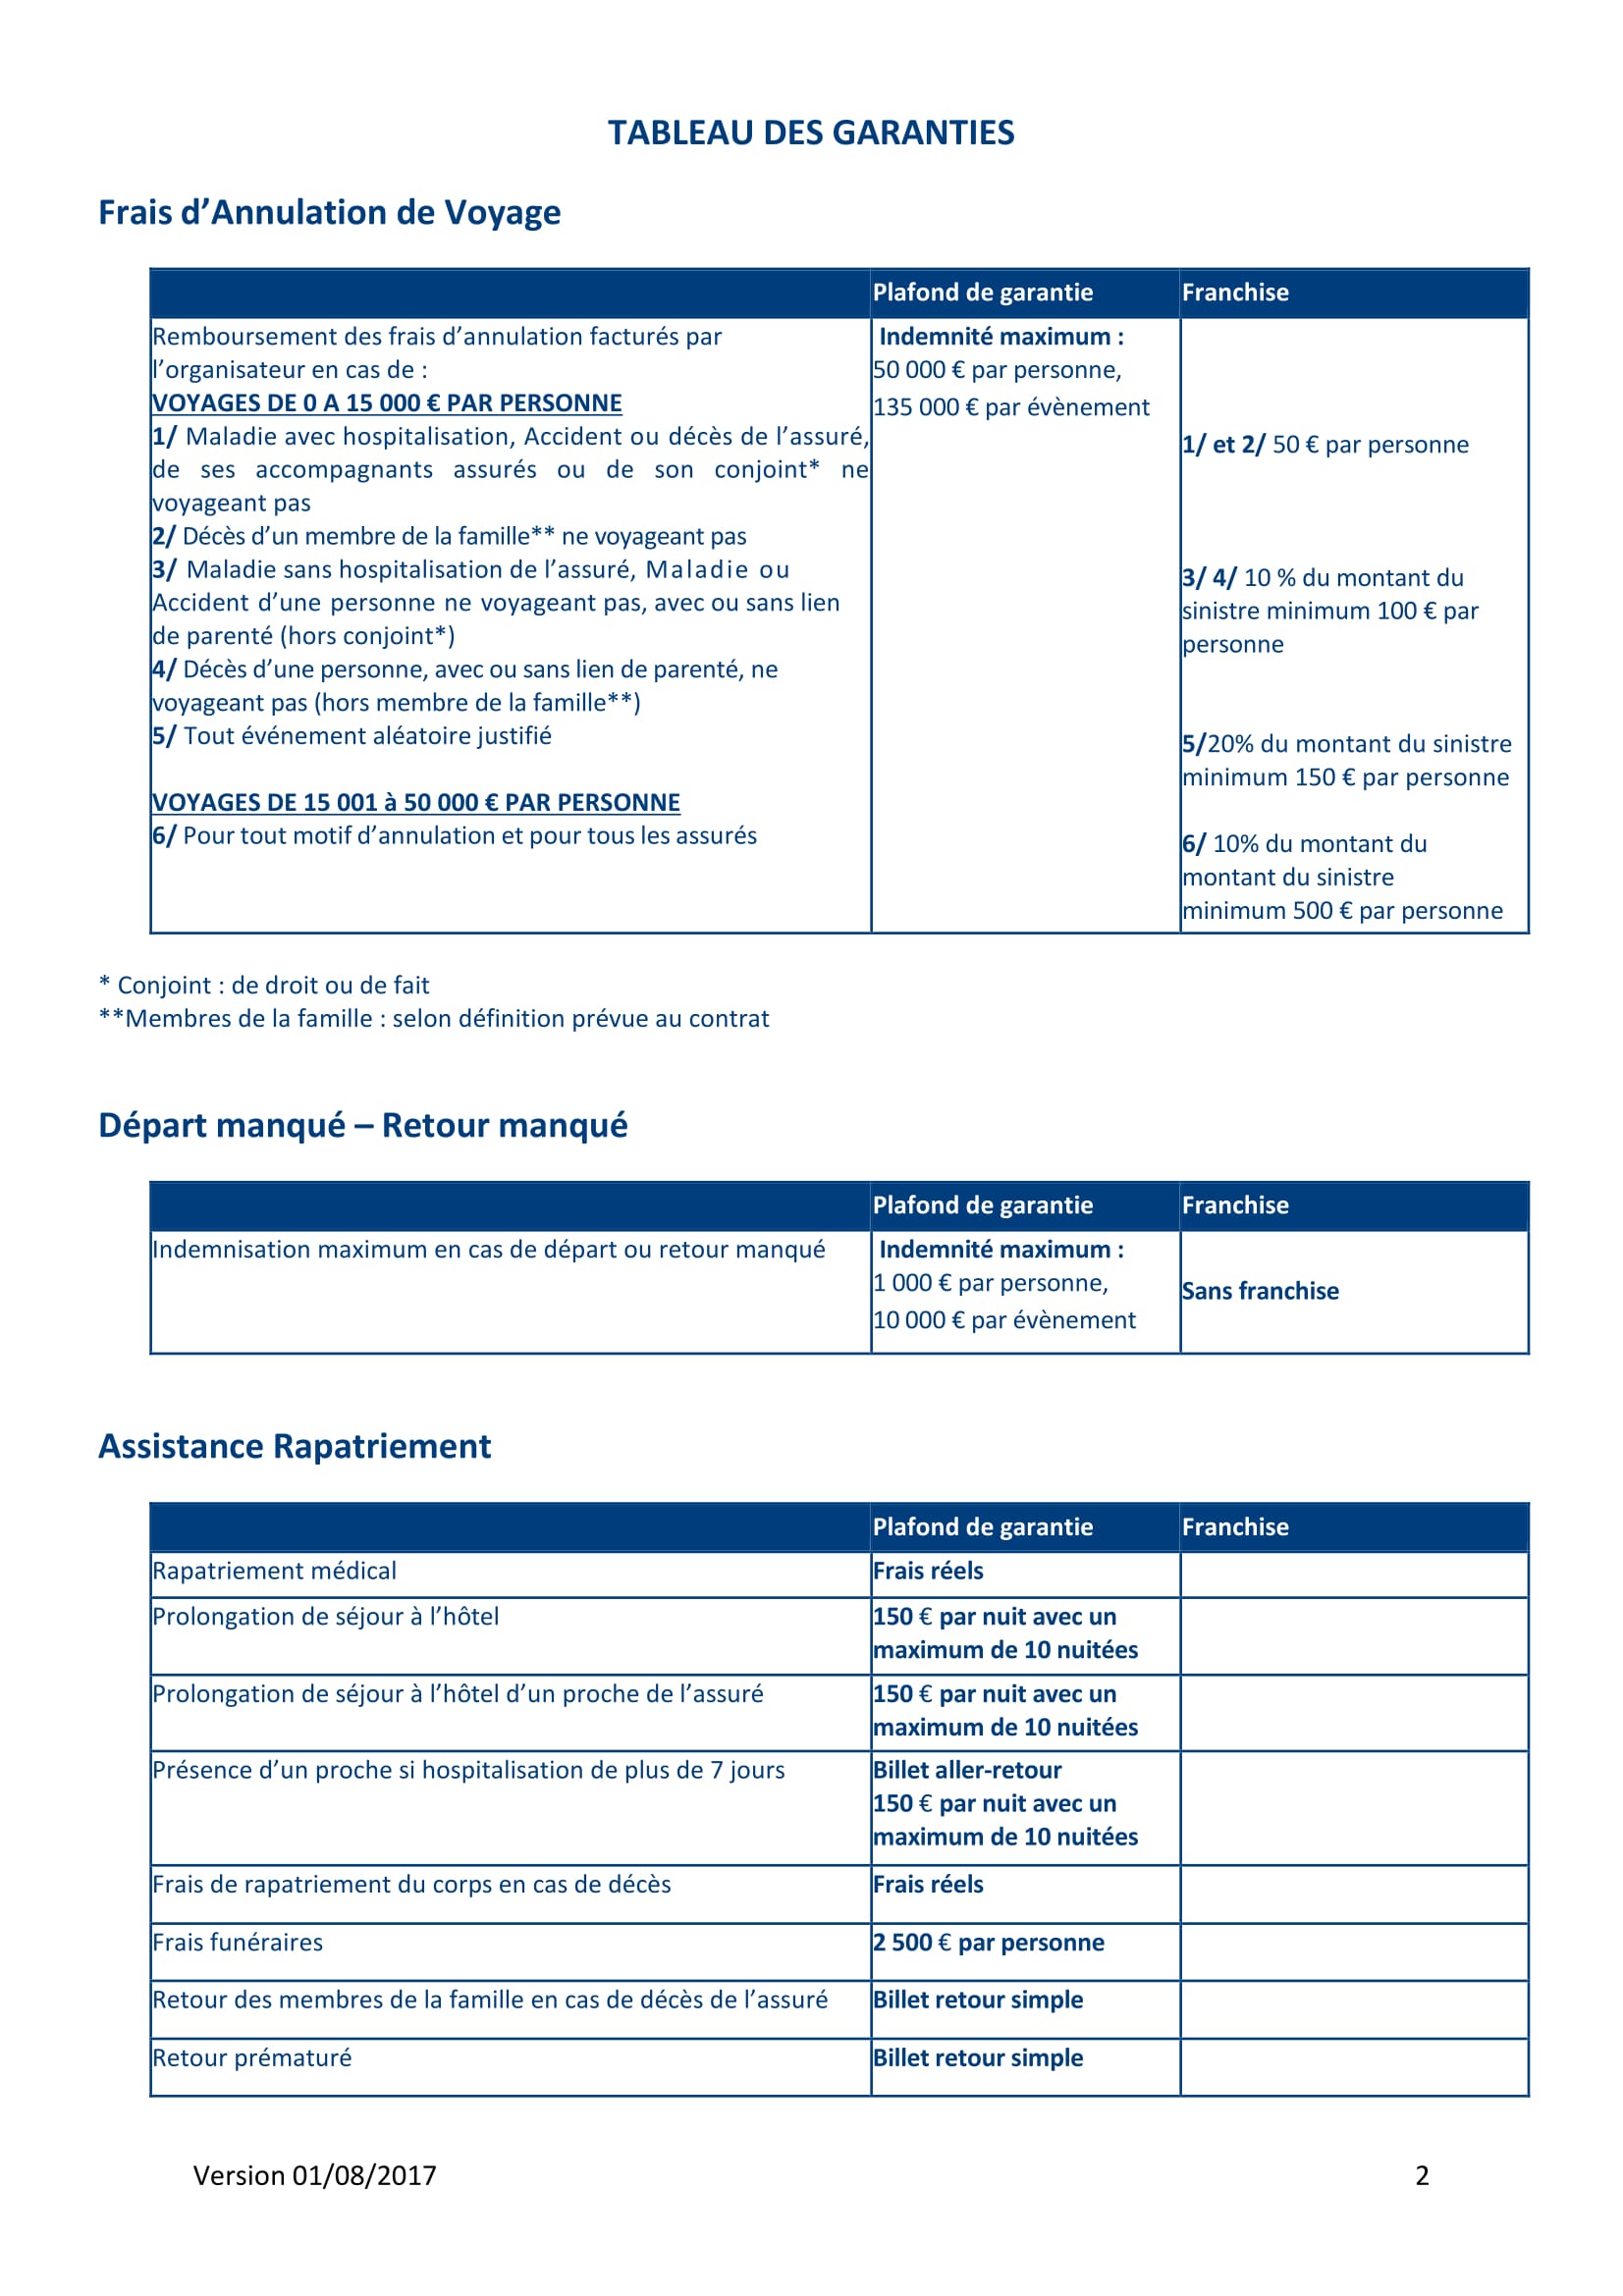 TABLEAU DES GARANTIES
Frais d’Annulation de Voyage
Plafond de garantie
Franchise
Remboursement des frais d’annulation facturés par
l’organisateur en cas de :
VOYAGES DE 0 A 15 000 € PAR PERSONNE
1/ Maladie avec hospitalisation, Accident ou décès de l’assuré,
de ses accompagnants assurés ou de son conjoint* ne
voyageant pas
2/ Décès d’un membre de la famille** ne voyageant pas
3/ Maladie sans hospitalisation de l’assuré, Maladie ou
Accident d’une personne ne voyageant pas, avec ou sans lien
de parenté (hors conjoint*)
4/ Décès d’une personne, avec ou sans lien de parenté, ne
voyageant pas (hors membre de la famille**)
5/ Tout événement aléatoire justifié
VOYAGES DE 15 001 à 50 000 € PAR PERSONNE
6/ Pour tout motif d’annulation et pour tous les assurés
Indemnité maximum :
50 000 € par personne,
135 000 € par évènement
1/ et 2/ 50 € par personne
3/ 4/ 10 % du montant du
sinistre minimum 100 € par
personne
5/20% du montant du sinistre
minimum 150 € par personne
6/ 10% du montant du
montant du sinistre
minimum 500 € par personne
* Conjoint : de droit ou de fait
**Membres de la famille : selon définition prévue au contrat
Départ manqué – Retour manqué
Plafond de garantie
Franchise
Indemnisation maximum en cas de départ ou retour manqué
Indemnité maximum :
1 000 € par personne,
10 000 € par évènement
Sans franchise
Assistance Rapatriement
Plafond de garantie
Franchise
Rapatriement médical
Frais réels
Prolongation de séjour à l’hôtel
150 € par nuit avec un
maximum de 10 nuitées
Prolongation de séjour à l’hôtel d’un proche de l’assuré
150 € par nuit avec un
maximum de 10 nuitées
Présence d’un proche si hospitalisation de plus de 7 jours
Billet aller-retour
150 € par nuit avec un
maximum de 10 nuitées
Frais de rapatriement du corps en cas de décès
Frais réels
Frais funéraires
2 500 € par personne
Retour des membres de la famille en cas de décès de l’assuré
Billet retour simple
Retour prématuré
Billet retour simple
Version 01/08/2017
2